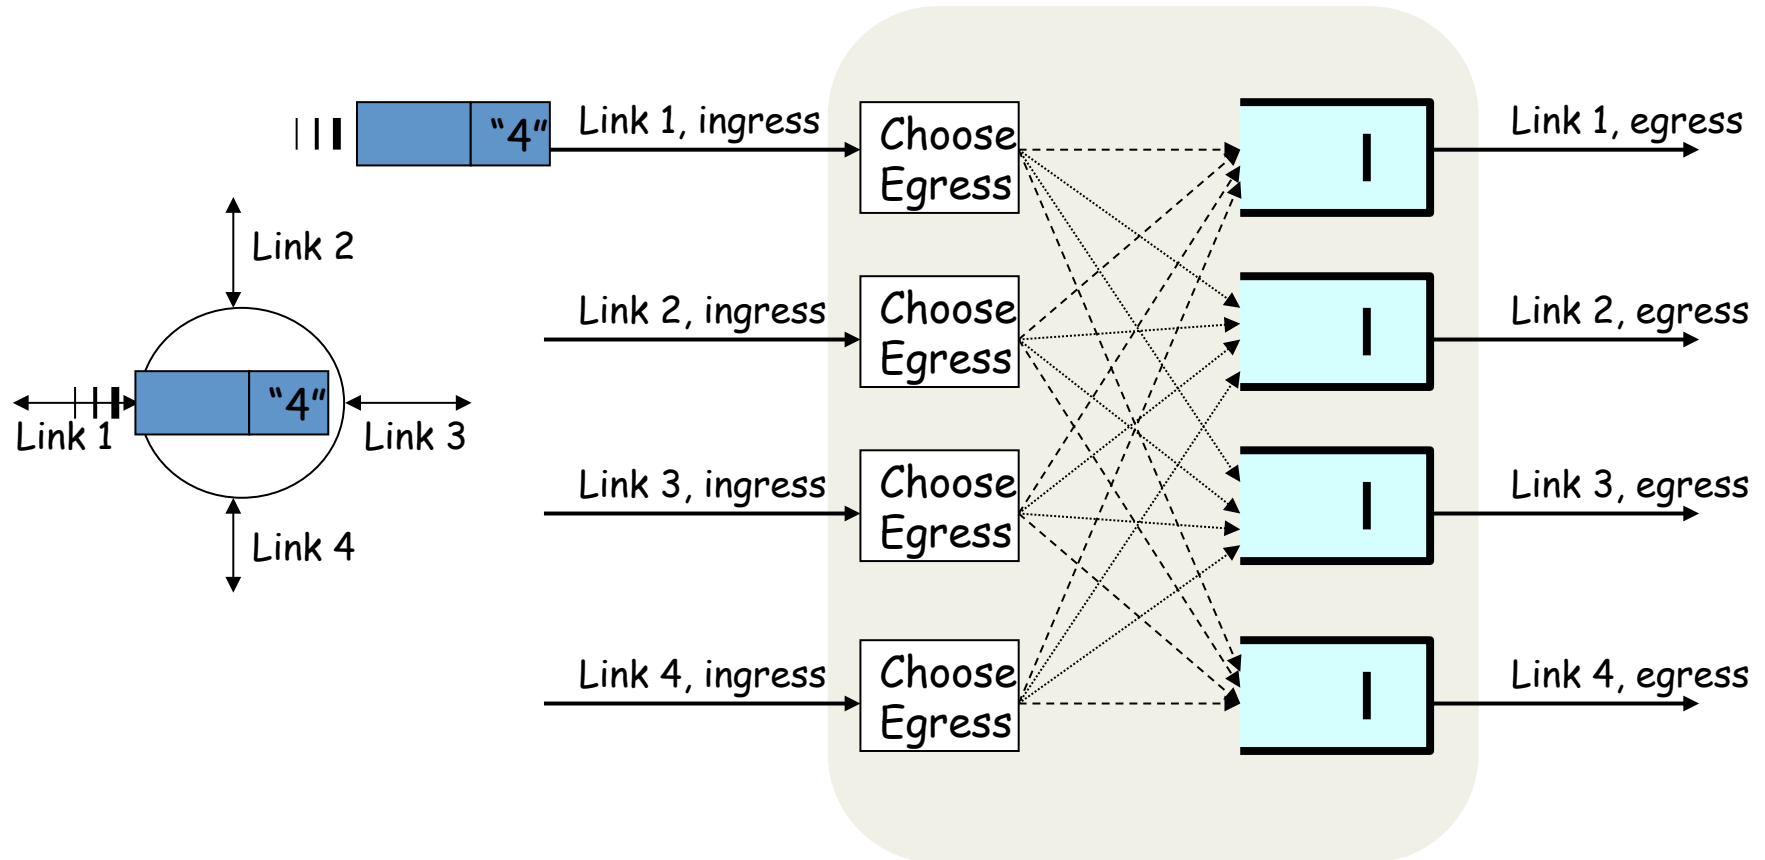 “4”
Link 1, ingress
Choose
Egress
Link 1, egress
Link 2
Link 2, ingress
Choose
Egress
Link 2, egress
“4”
Link 1
Link 3
Link 3, ingress
Choose
Egress
Link 3, egress
Link 4
Link 4, ingress
Choose
Egress
Link 4, egress